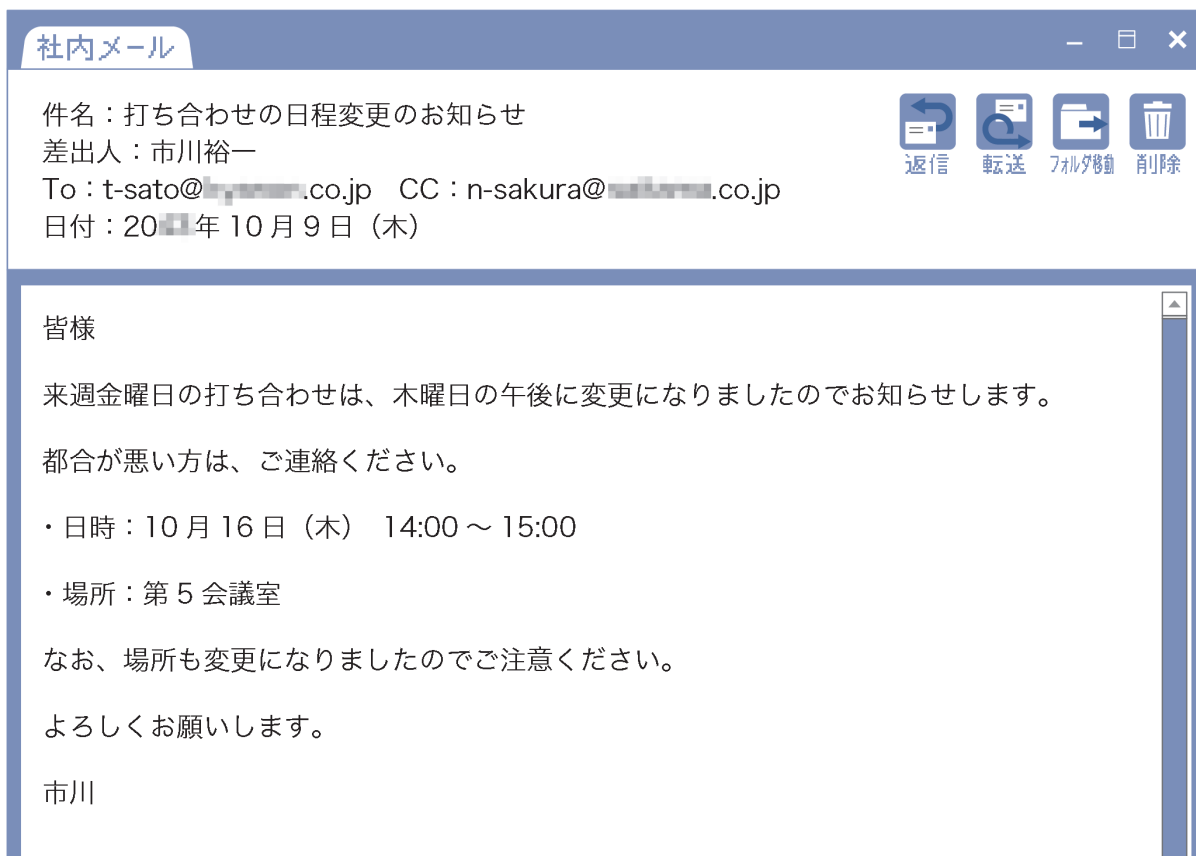 社内メール
件名：打ち合わせの日程変更のお知らせ
差出人：市川裕一
To：t-sato@ .co.jp　CC：n-sakura@ .co.jp
日付：20 年 10 月 9 日（木）
返信
転送
フォルダ移動
削除
皆様
来週金曜日の打ち合わせは、木曜日の午後に変更になりましたのでお知らせします。
都合が悪い方は、ご連絡ください。
・日時：10 月 16 日（木）　14:00 ～ 15:00
・場所：第 5 会議室
なお、場所も変更になりましたのでご注意ください。
よろしくお願いします。
市川